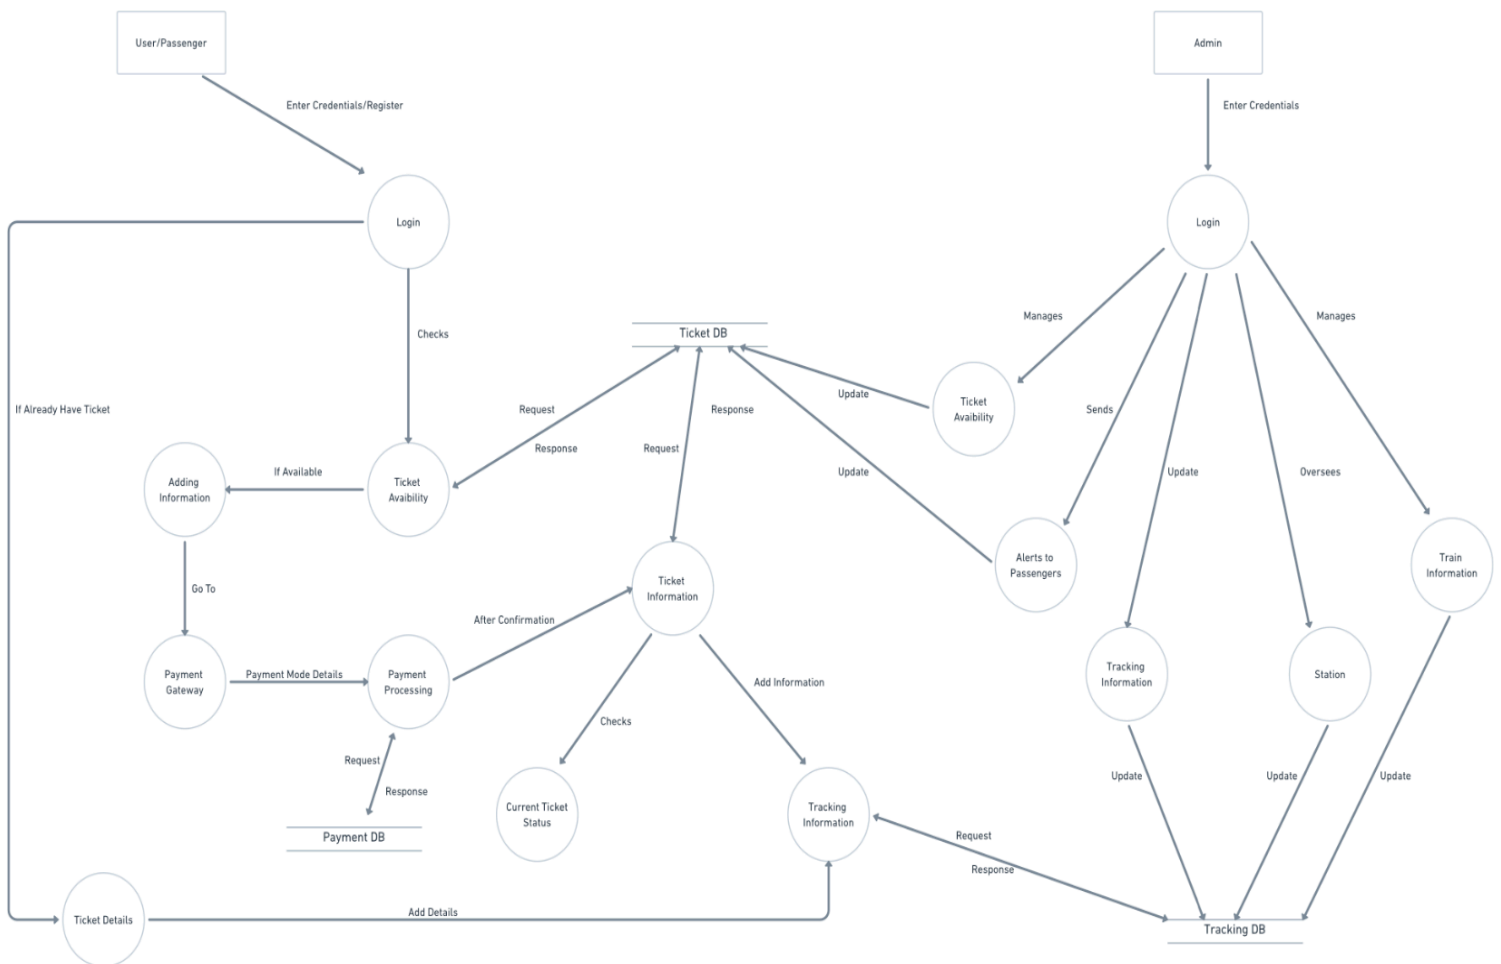 User/Passenger
Admin
Enter Credentials/Register
Enter Credentials
Login
Login
Manages
Manages
Checks
Ticket DB
Ticket
Avaibility
Update
If Already Have Ticket
Request
Response
Sends
Response
Request
Update
Update
Oversees
If Available
Adding
Information
Ticket
Avaibility
Alerts to
Passengers
Train
Information
Go To
Ticket
Information
After Confirmation
Payment
Gateway
Payment Mode Details
Payment
Processing
Add Information
Tracking
Information
Station
Checks
Request
Response
Update
Update
Update
Current Ticket
Status
Tracking
Information
Payment DB
Request
Response
Ticket Details
Add Details
Tracking DB